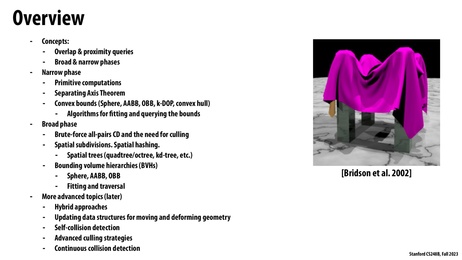 Overview
- Concepts:
- Overlap & proximity queries
- Broad & narrow phases
- Narrow phase
- Primitive computations
- Separating Axis Theorem
- Convex bounds (Sphere, AABB, OBB, k-DOP, convex hull)
- Algorithms for fitting and querying the bounds
- Broad phase
- Brute-force all-pairs CD and the need for culling
- Spatial subdivisions. Spatial hashing.
- Spatial trees (quadtree/octree, kd-tree, etc.)
- Bounding volume hierarchies (BVHs)
- Sphere, AABB, OBB
- Fitting and traversal
- More advanced topics (later)
- Hybrid approaches
- Updating data structures for moving and deforming geometry
- Self-collision detection
- Advanced culling strategies
- Continuous collision detection
[Bridson et al. 2002]
Stanford CS248B, Fall 2023